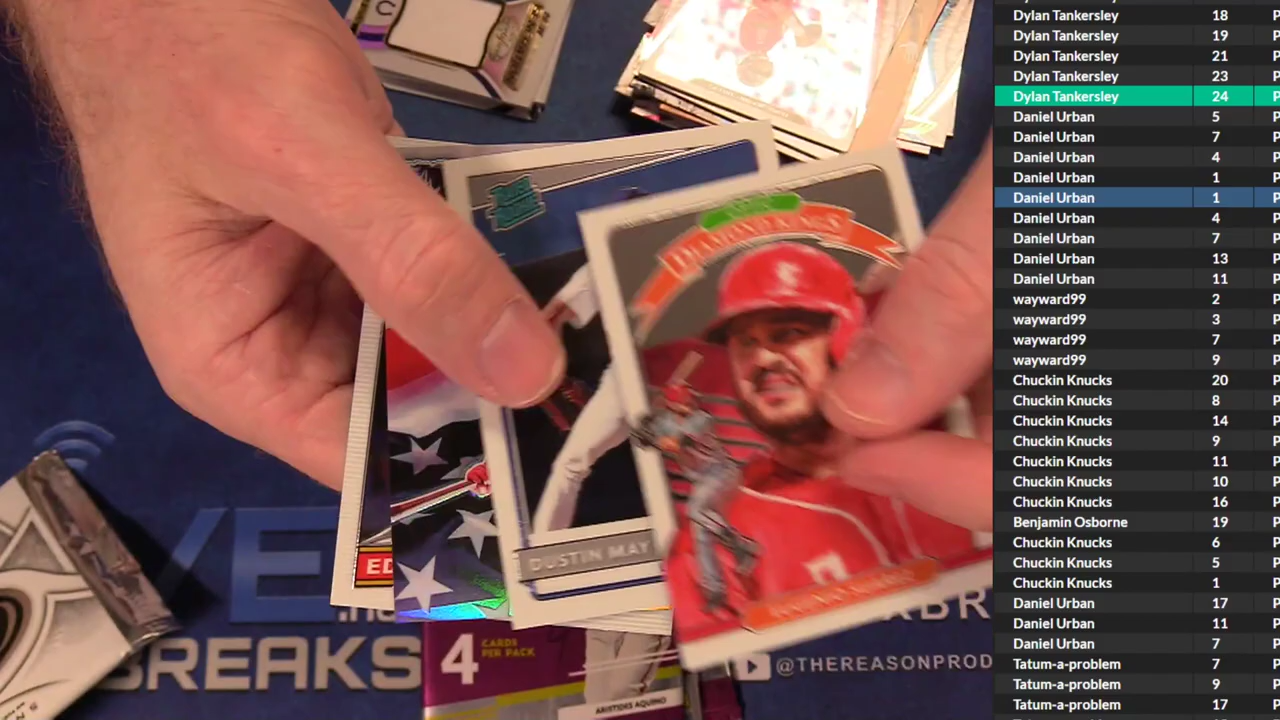 DIAMOND KINGS
DUSTIN MAY
ED
4 CARDS
PER PACK
ARISTIDES AQUINO
BREAKS
@THEREASONPROD
Dylan Tankersley 18 P
Dylan Tankersley 19 P
Dylan Tankersley 21 P
Dylan Tankersley 23 P
Dylan Tankersley 24 P
Daniel Urban 5 P
Daniel Urban 7 P
Daniel Urban 4 P
Daniel Urban 1 P
Daniel Urban 1 P
Daniel Urban 4 P
Daniel Urban 7 P
Daniel Urban 13 P
Daniel Urban 11 P
wayward99 2 P
wayward99 3 P
wayward99 7 P
wayward99 9 P
Chuckin Knucks 20 P
Chuckin Knucks 8 P
Chuckin Knucks 14 P
Chuckin Knucks 9 P
Chuckin Knucks 11 P
Chuckin Knucks 10 P
Chuckin Knucks 16 P
Benjamin Osborne 19 P
Chuckin Knucks 6 P
Chuckin Knucks 5 P
Chuckin Knucks 1 P
Daniel Urban 17 P
Daniel Urban 11 P
Daniel Urban 7 P
Tatum-a-problem 7 P
Tatum-a-problem 9 P
Tatum-a-problem 17 P